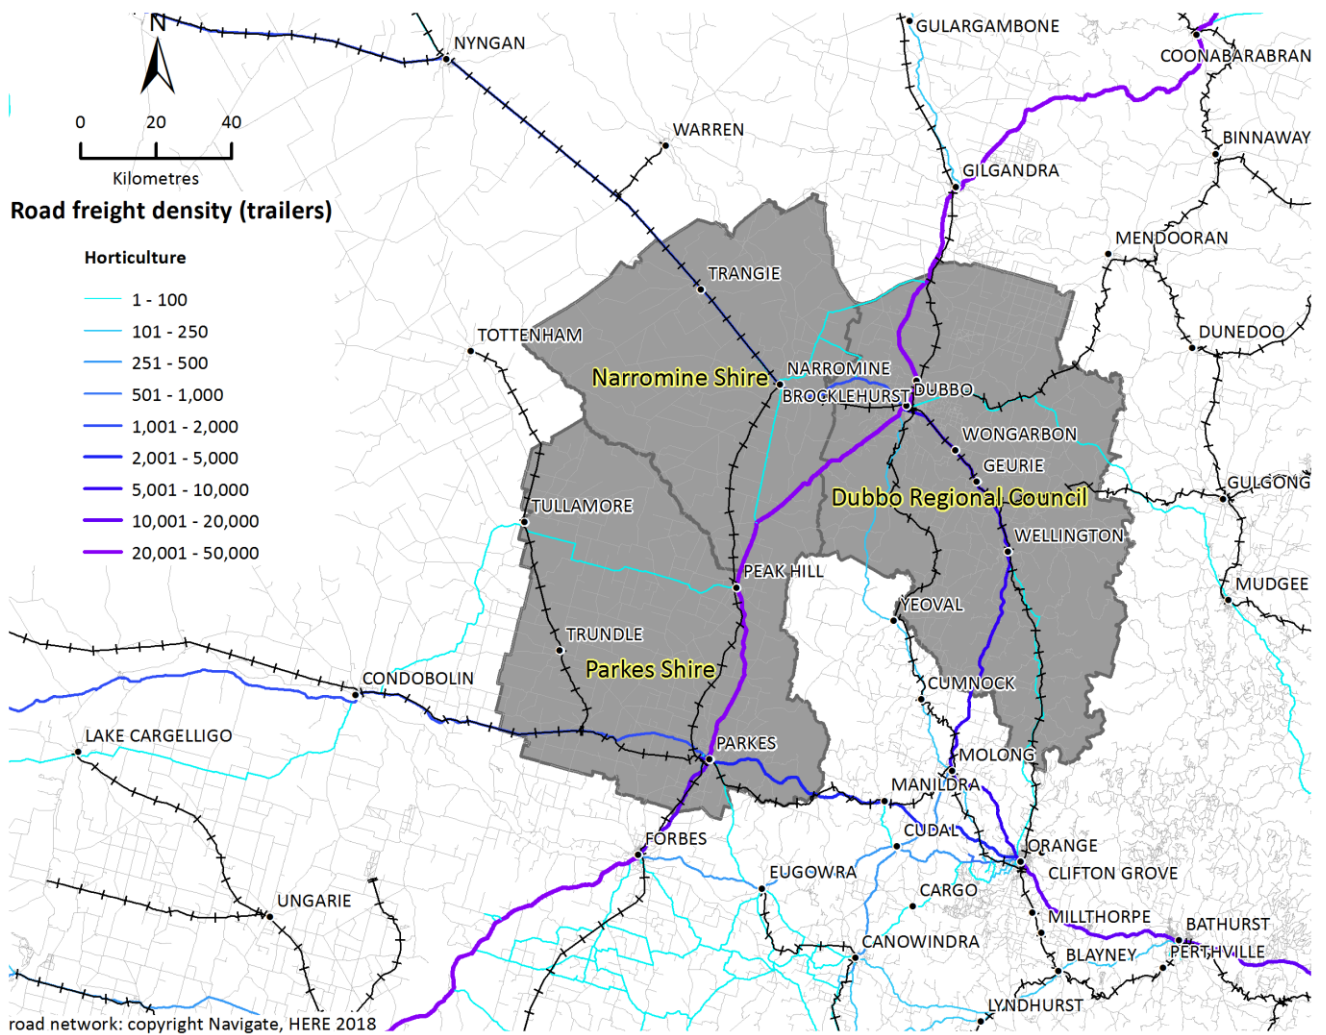 N
NYNGAN
GULARGAMBONE
COONABARABRAN
0 20 40
Kilometres
WARREN
BINNAWAY
GILGANDRA
Road freight density (trailers)
Horticulture
1 - 100
101 - 250
251 - 500
501 - 1,000
1,001 - 2,000
2,001 - 5,000
5,001 - 10,000
10,001 - 20,000
20,001 - 50,000
MENDOORAN
TRANGIE
TOTTENHAM
DUNEDOO
NARROMINE
Narromine Shire
BROCKLEHURST
DUBBO
WONGARBON
GEURIE
Dubbo Regional Council
GULGONG
TULLAMORE
WELLINGTON
PEAK HILL
MUDGEE
YEOVAL
TRUNDLE
Parkes Shire
CONDOBOLIN
CUMNOCK
LAKE CARGELLIGO
PARKES
MOLONG
MANILDRA
FORBES
CUDAL
ORANGE
EUGOWRA
CLIFTON GROVE
CARGO
UNGARIE
MILLTHORPE
BATHURST
CANOWINDRA
BLAYNEY
PERTHVILLE
LYNDHURST
road network: copyright Navigate, HERE 2018